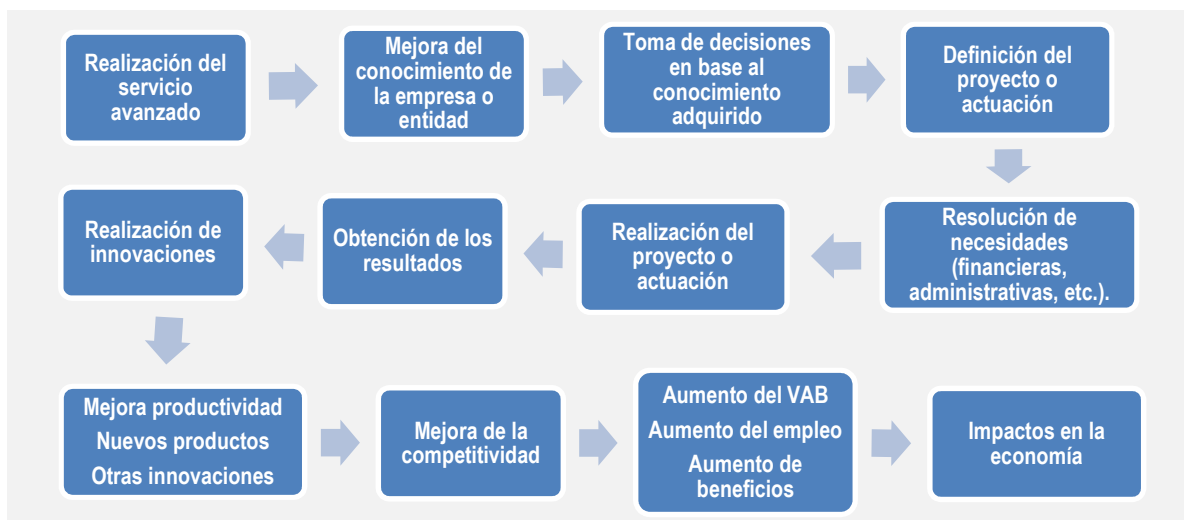 Realización del
servicio
avanzado
Mejora del
conocimiento de
la empresa o
entidad
Toma de decisiones
en base al
conocimiento
adquirido
Definición del
proyecto o
actuación
Resolución de
necesidades
(financieras,
administrativas, etc.).
Realización del
proyecto o
actuación
Obtención de los
resultados
Realización de
innovaciones
Mejora productividad
Nuevos productos
Otras innovaciones
Mejora de la
competitividad
Aumento del VAB
Aumento del empleo
Aumento de
beneficios
Impactos en la
economía